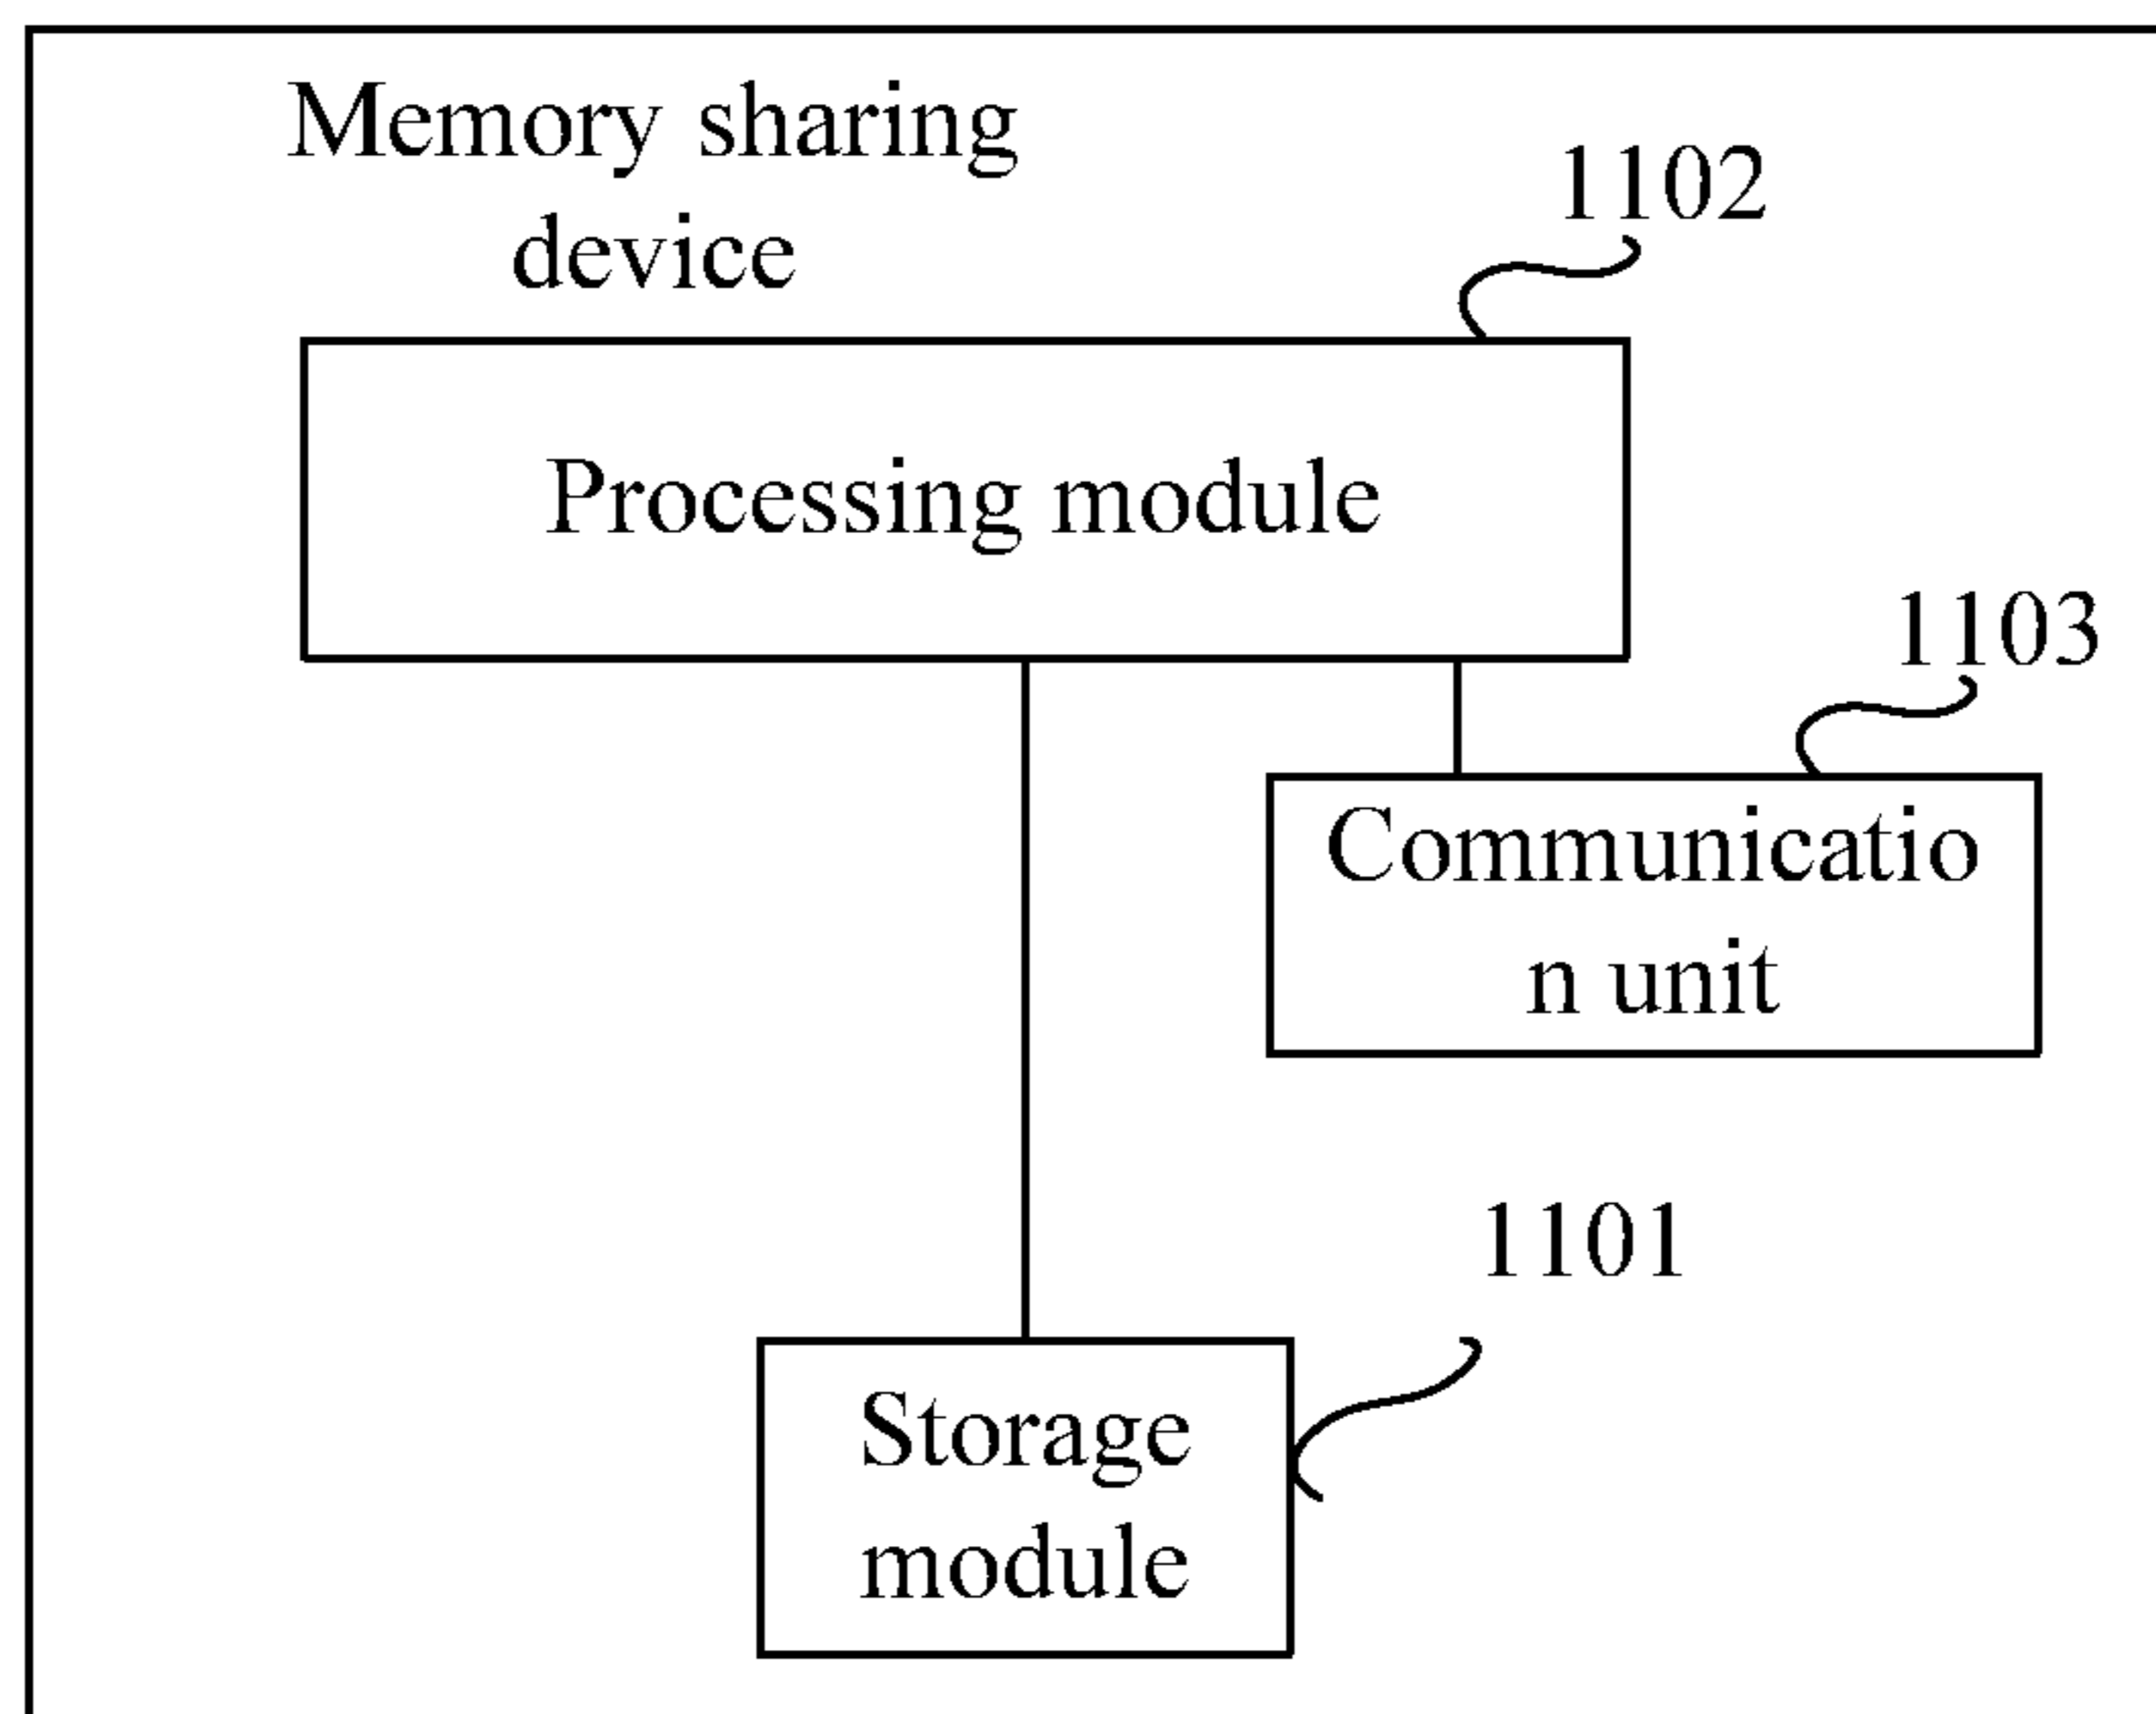 Memory sharing
device
1102
Processing module
1103
Communicatio
n unit
1101
Storage
module